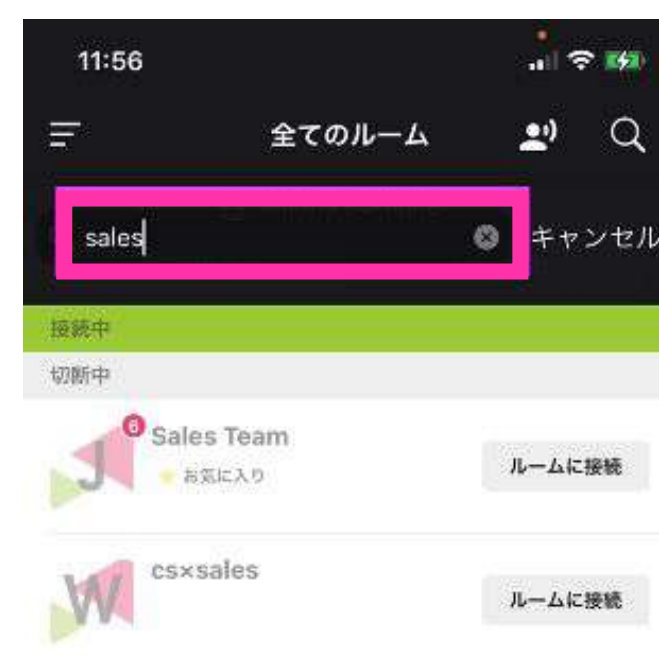 11:56
全てのルーム
sales
キャンセル
接続中
切断中
6
Sales Team
J
お気に入り
ルームに接続
csxsales
W
ルームに接続